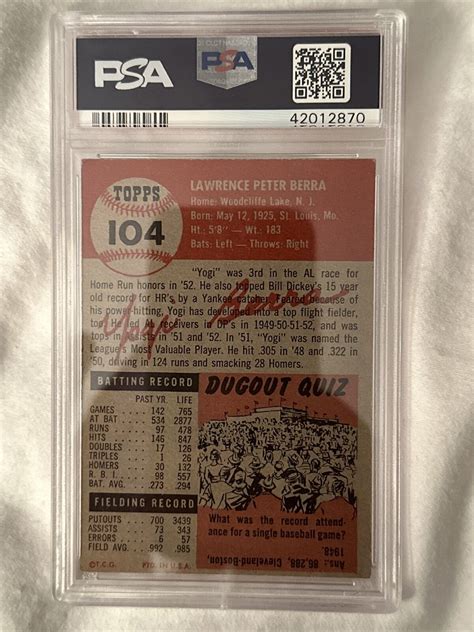 PSA
PSA
42012870
TOPPS
104
LAWRENCE PETER BERRA
Home: Woodcliffe Lake, N. J.
Born: May 12, 1925, St. Louis, Mo.
Ht.: 5'8" — Wt.: 183
Bats: Left — Throws: Right
"Yogi" was 3rd in the AL race for
Home Run honors in '52. He also topped Bill Dickey's 15 year old
record for HR's by a Yankee catcher. Feared because of
his power hitting, Yogi has developed into a top flight fielder,
too. He led AL receivers in DP's in 1949-50-51-52, and was tops
in assists in '51 and '52. In '51, "Yogi" was named the
League's Most Valuable Player. He hit .305 in '48 and .322 in
'50, driving in 124 runs and smacking 28 Homers.
Yogi Berra
BATTING RECORD
PAST YR. LIFE
GAMES 142 765
AT BAT 534 2877
RUNS 97 478
HITS 146 847
DOUBLES 17 126
TRIPLES 1 26
HOMERS 30 132
R. B. I. 98 557
BAT. AVG. .273 .294
FIELDING RECORD
PUTOUTS 700 3439
ASSISTS 73 343
ERRORS 6 57
FIELD AVG. .992 .985
©T.C.G. PTD. IN U.S.A.
DUGOUT QUIZ
What was the record attend-
ance for a single baseball game?
Ans.: 86,288, Cleveland-Boston,
1948.